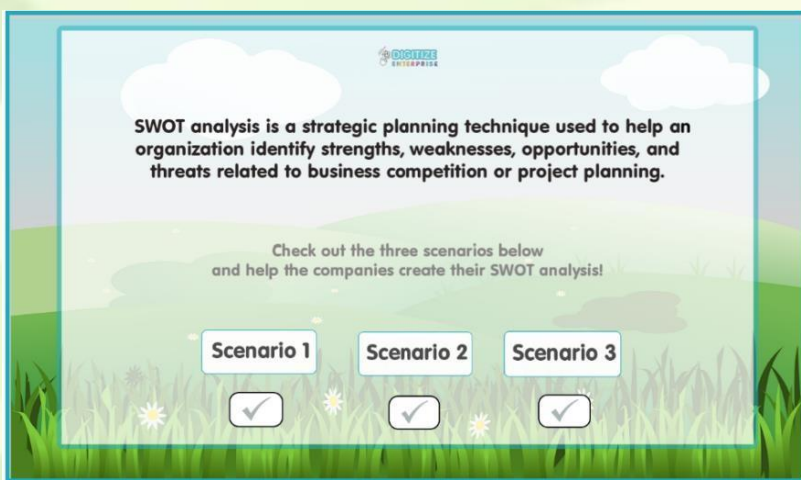 DIGITIZE
ENTERPRISE
SWOT analysis is a strategic planning technique used to help an
organization identify strengths, weaknesses, opportunities, and
threats related to business competition or project planning.
Check out the three scenarios below
and help the companies create their SWOT analysis!
Scenario 1
Scenario 2
Scenario 3